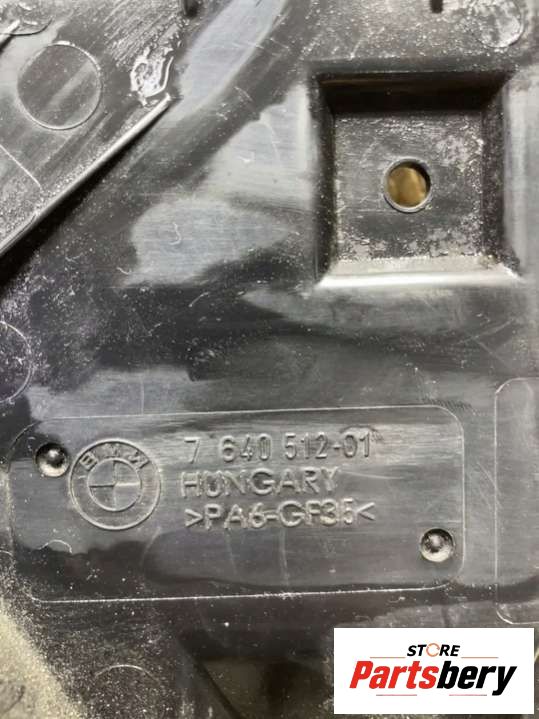 BMW
7 640 512-01
HUNGARY
>PA6-GF35<
STORE
Partsbery